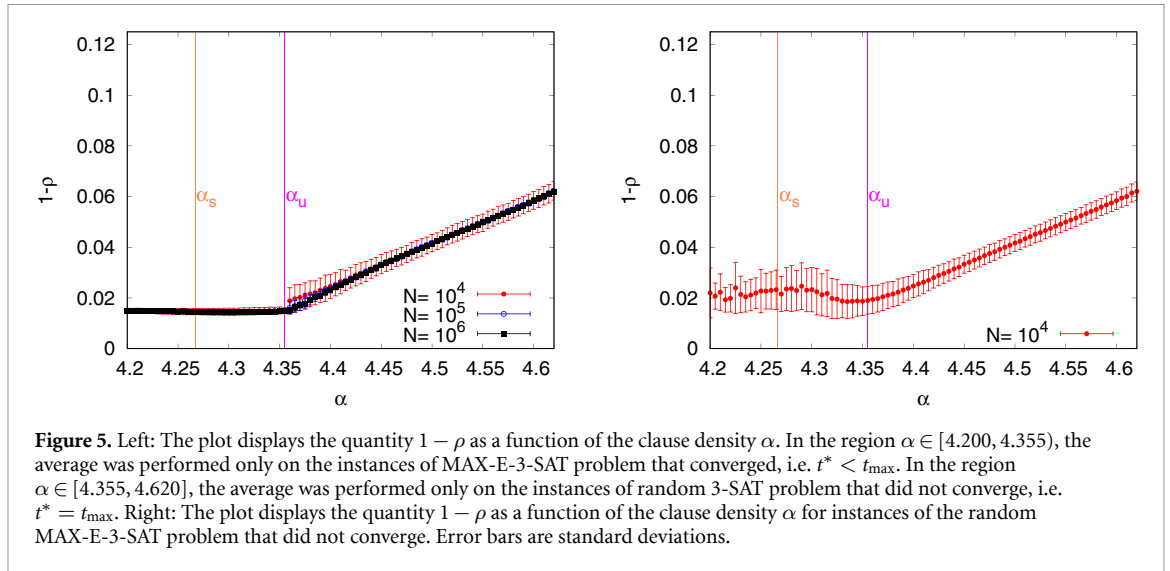 0.12
0.1
0.08
0.06
0.04
0.02
0
1-ρ
αs
αu
N= 10^4
N= 10^5
N= 10^6
4.2 4.25 4.3 4.35 4.4 4.45 4.5 4.55 4.6
α
0.12
0.1
0.08
0.06
0.04
0.02
0
1-ρ
αs
αu
N= 10^4
4.2 4.25 4.3 4.35 4.4 4.45 4.5 4.55 4.6
α
Figure 5. Left: The plot displays the quantity 1 − ρ as a function of the clause density α. In the region α ∈ [4.200, 4.355), the
average was performed only on the instances of MAX-E-3-SAT problem that converged, i.e. t* < tmax. In the region
α ∈ [4.355, 4.620], the average was performed only on the instances of random 3-SAT problem that did not converge, i.e.
t* = tmax. Right: The plot displays the quantity 1 − ρ as a function of the clause density α for instances of the random
MAX-E-3-SAT problem that did not converge. Error bars are standard deviations.